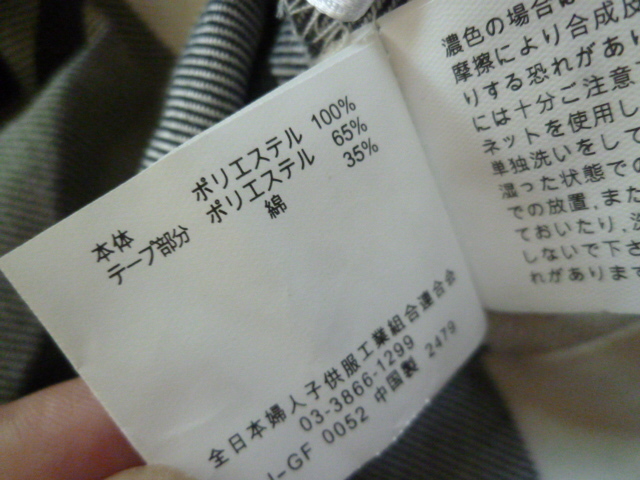 本体 ポリエステル 100%
テープ部分 ポリエステル 65%
綿 35%
全日本婦人子供服工業組合連合会
03-3866-1299
-GF 0052 中国製 2479
濃色の場合は
摩擦により合成皮
りする恐れがあり
には十分ご注意下
ネットを使用し
単独洗いをして
湿った状態での
での放置、また
ておいたり、
しないで下さ
れがあります